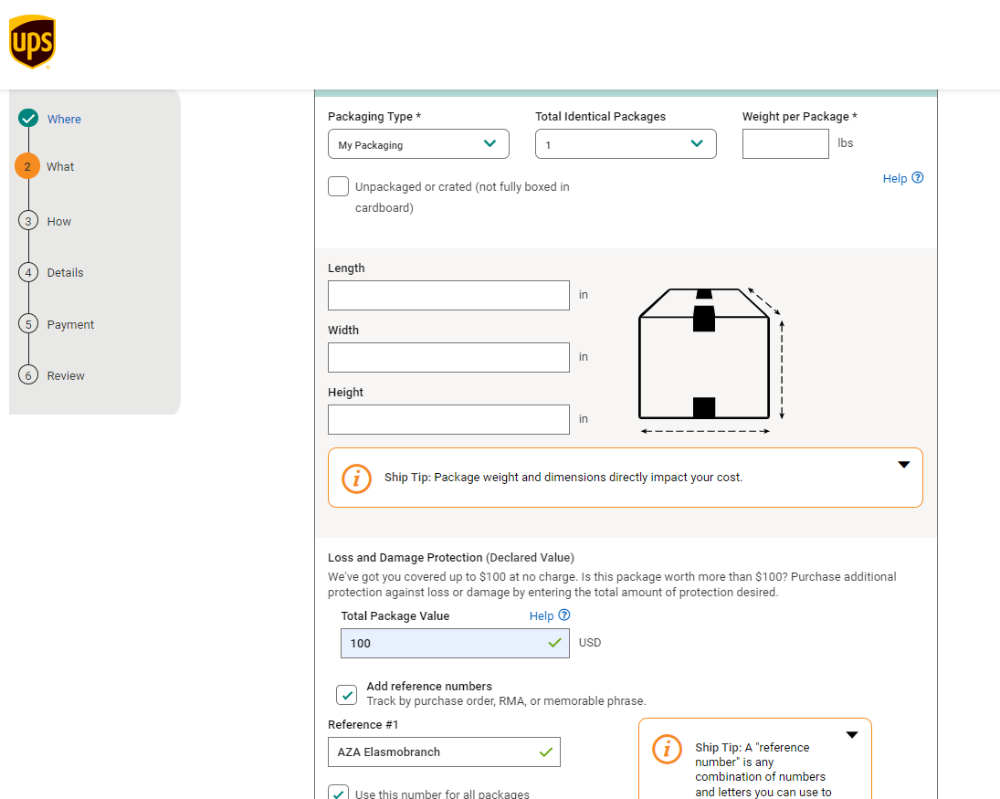 ups
Where
2 What
3 How
4 Details
5 Payment
6 Review
Packaging Type * Total Identical Packages Weight per Package *
My Packaging 1 lbs
Unpackaged or crated (not fully boxed in
cardboard)
Help ?
Length
in
Width
in
Height
in
i Ship Tip: Package weight and dimensions directly impact your cost.
Loss and Damage Protection (Declared Value)
We've got you covered up to $100 at no charge. Is this package worth more than $100? Purchase additional
protection against loss or damage by entering the total amount of protection desired.
Total Package Value Help ?
100 USD
Add reference numbers
Track by purchase order, RMA, or memorable phrase.
Reference #1
AZA Elasmobranch
Use this number for all packages
i Ship Tip: A "reference
number" is any
combination of numbers
and letters you can use to